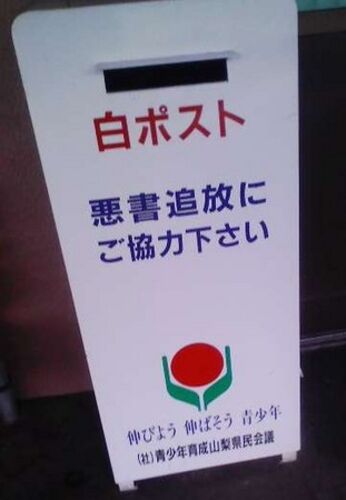 白ポスト
悪書追放に
ご協力下さい
伸びよう 伸ばそう 青少年
(社)青少年育成山梨県民会議